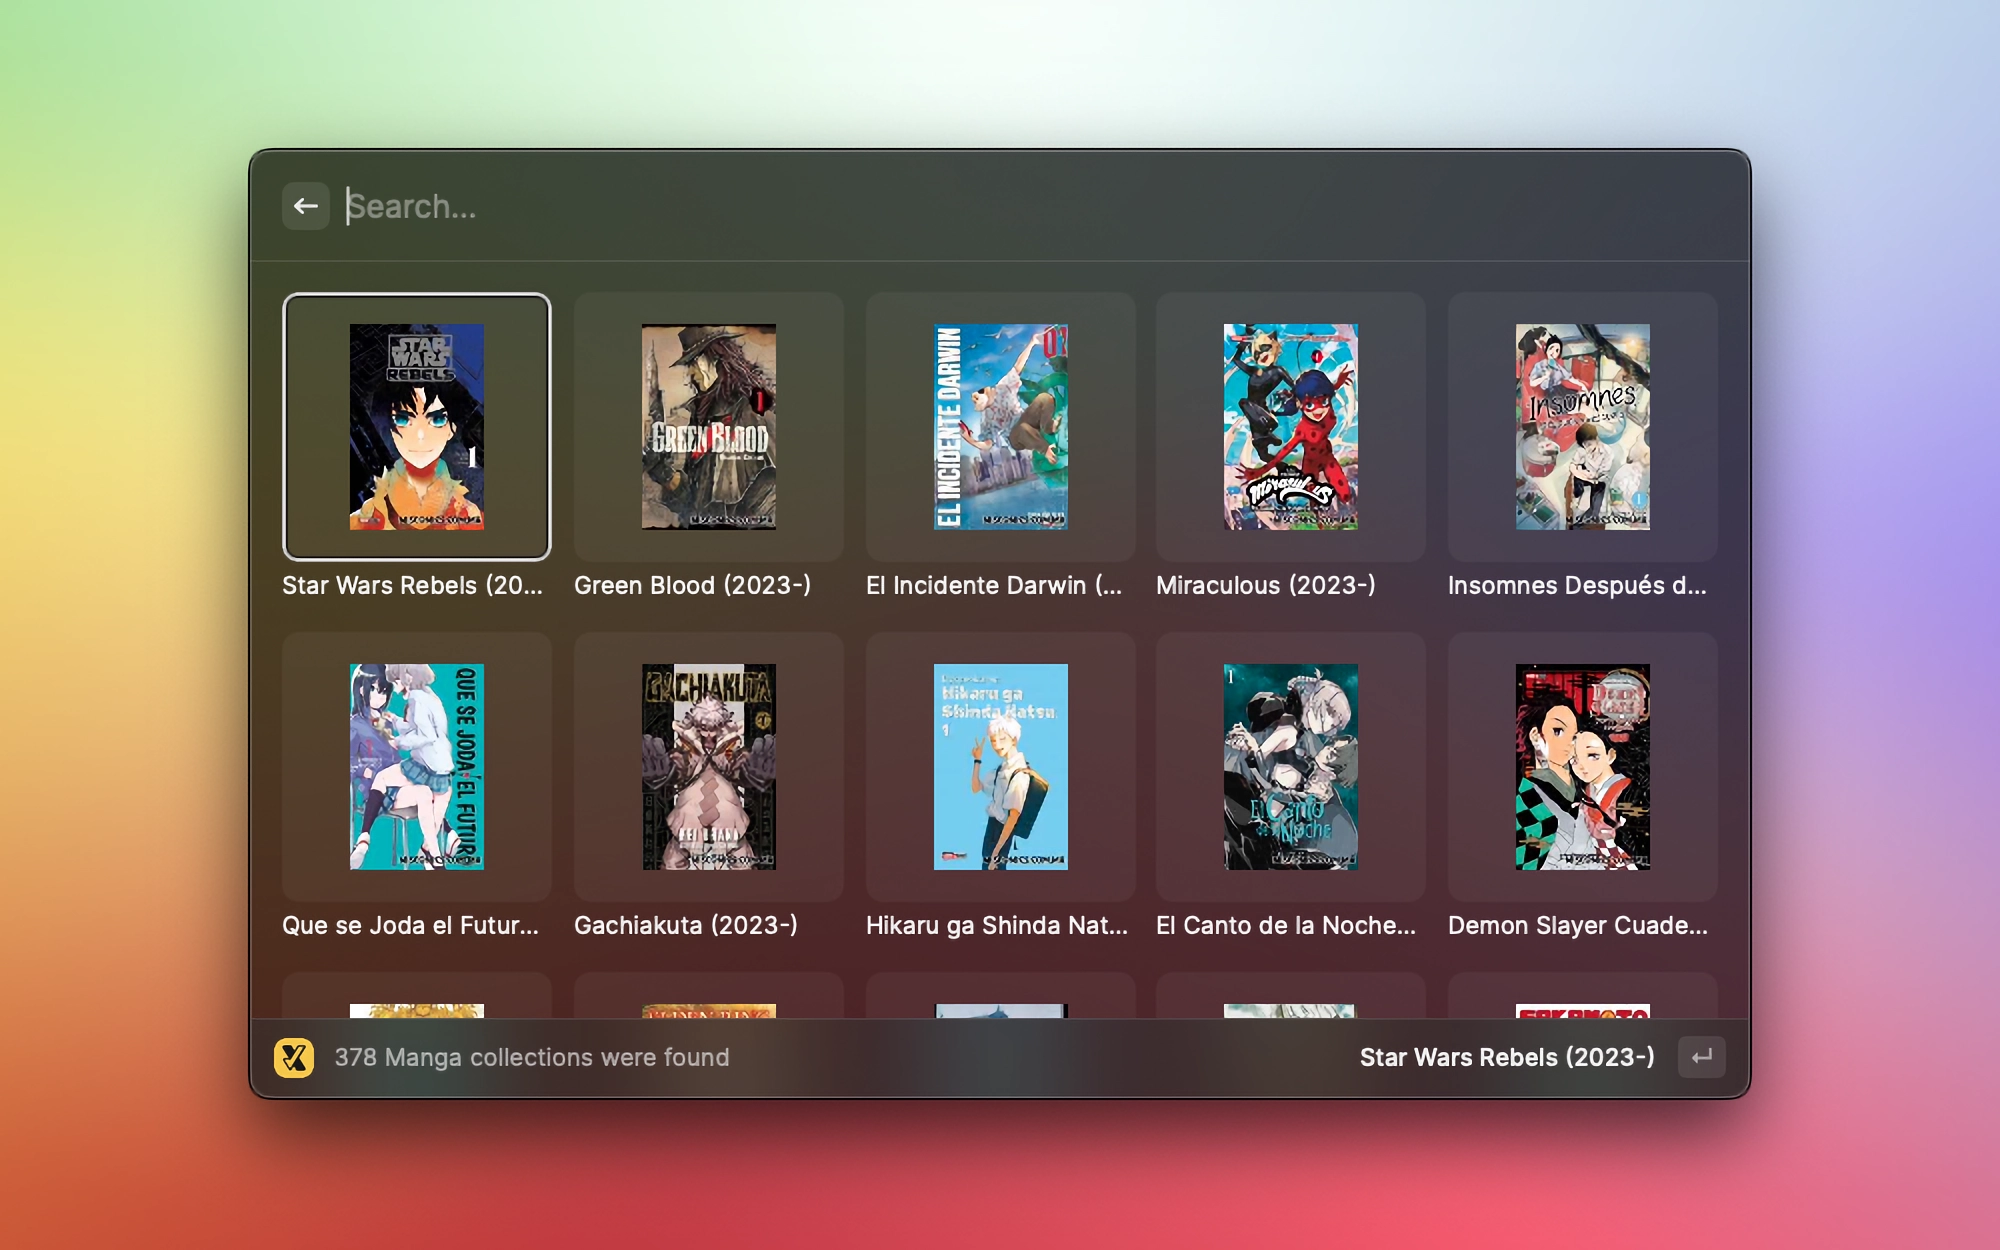 Search...
STAR
WARS
REBELS
1
GREEN BLOOD
1
EL INCIDENTE DARWIN
01
Miraculous
Insomnes
1
Star Wars Rebels (20...
Green Blood (2023-)
El Incidente Darwin (...
Miraculous (2023-)
Insomnes Después d...
QUE SE JODA EL FUTUR
GACHIAKUTA
Hikaru ga
Shinda Natsu
1
1
El Canto
de la Noche
Que se Joda el Futur...
Gachiakuta (2023-)
Hikaru ga Shinda Nat...
El Canto de la Noche...
Demon Slayer Cuade...
378 Manga collections were found
Star Wars Rebels (2023-)